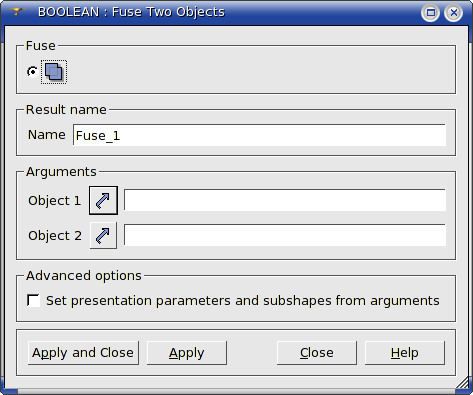 BOOLEAN : Fuse Two Objects
Fuse
Result name
Name Fuse_1
Arguments
Object 1
Object 2
Advanced options
Set presentation parameters and subshapes from arguments
Apply and Close Apply Close Help